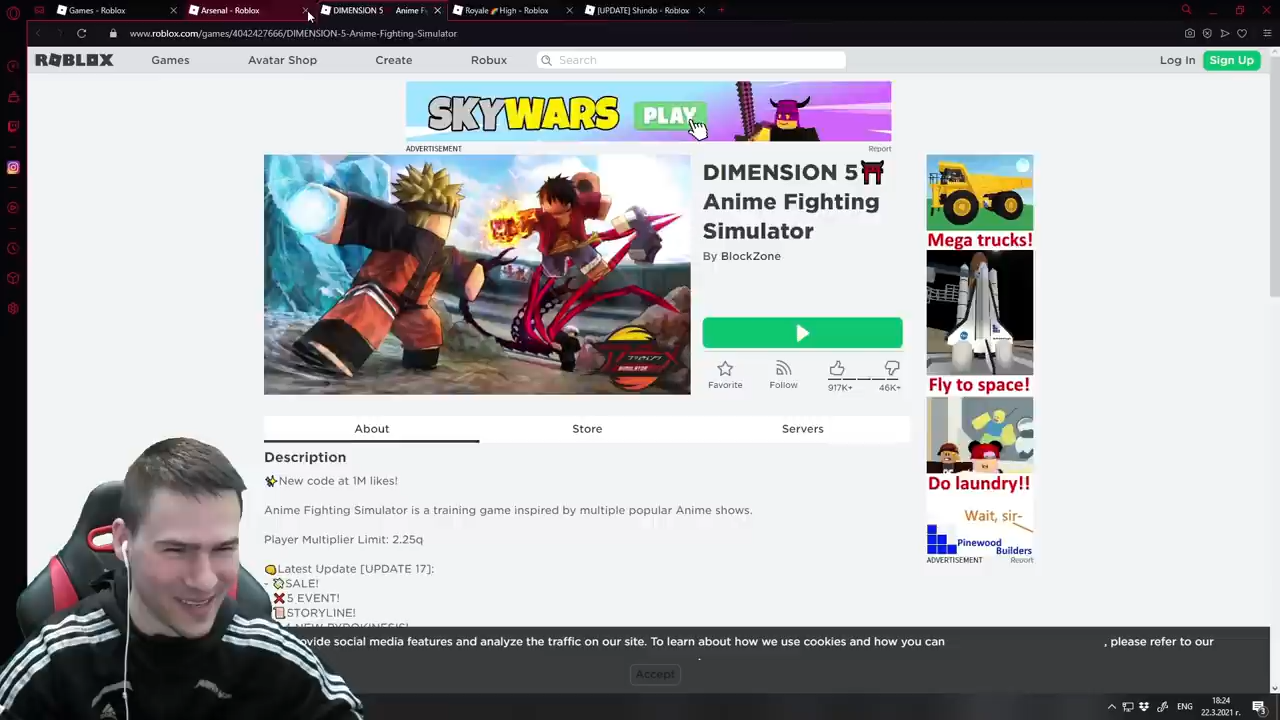 Games - Roblox
Arsenal - Roblox
DIMENSION 5 Anime Fi
Royale High - Roblox
[UPDATE] Shindo - Roblox
www.roblox.com/games/4042427666/DIMENSION-5-Anime-Fighting-Simulator
ROBLOX Games Avatar Shop Create Robux Search Log In Sign Up
SKYWARS PLAY
ADVERTISEMENT Report
DIMENSION 5
Anime Fighting
Simulator
By BlockZone
Favorite Follow 917K+ 46K+
SIMULATOR
Mega trucks!
Fly to space!
Do laundry!!
Wait, sir-
Pinewood
Builders
ADVERTISEMENT Report
About Store Servers
Description
New code at 1M likes!
Anime Fighting Simulator is a training game inspired by multiple popular Anime shows.
Player Multiplier Limit: 2.25q
Latest Update [UPDATE 17]:
- SALE!
5 EVENT!
STORYLINE!
NEW PYROKINESIS!
ovide social media features and analyze the traffic on our site. To learn about how we use cookies and how you can , please refer to our
.
Accept
ENG
18:24
22.3.2021 г.
3